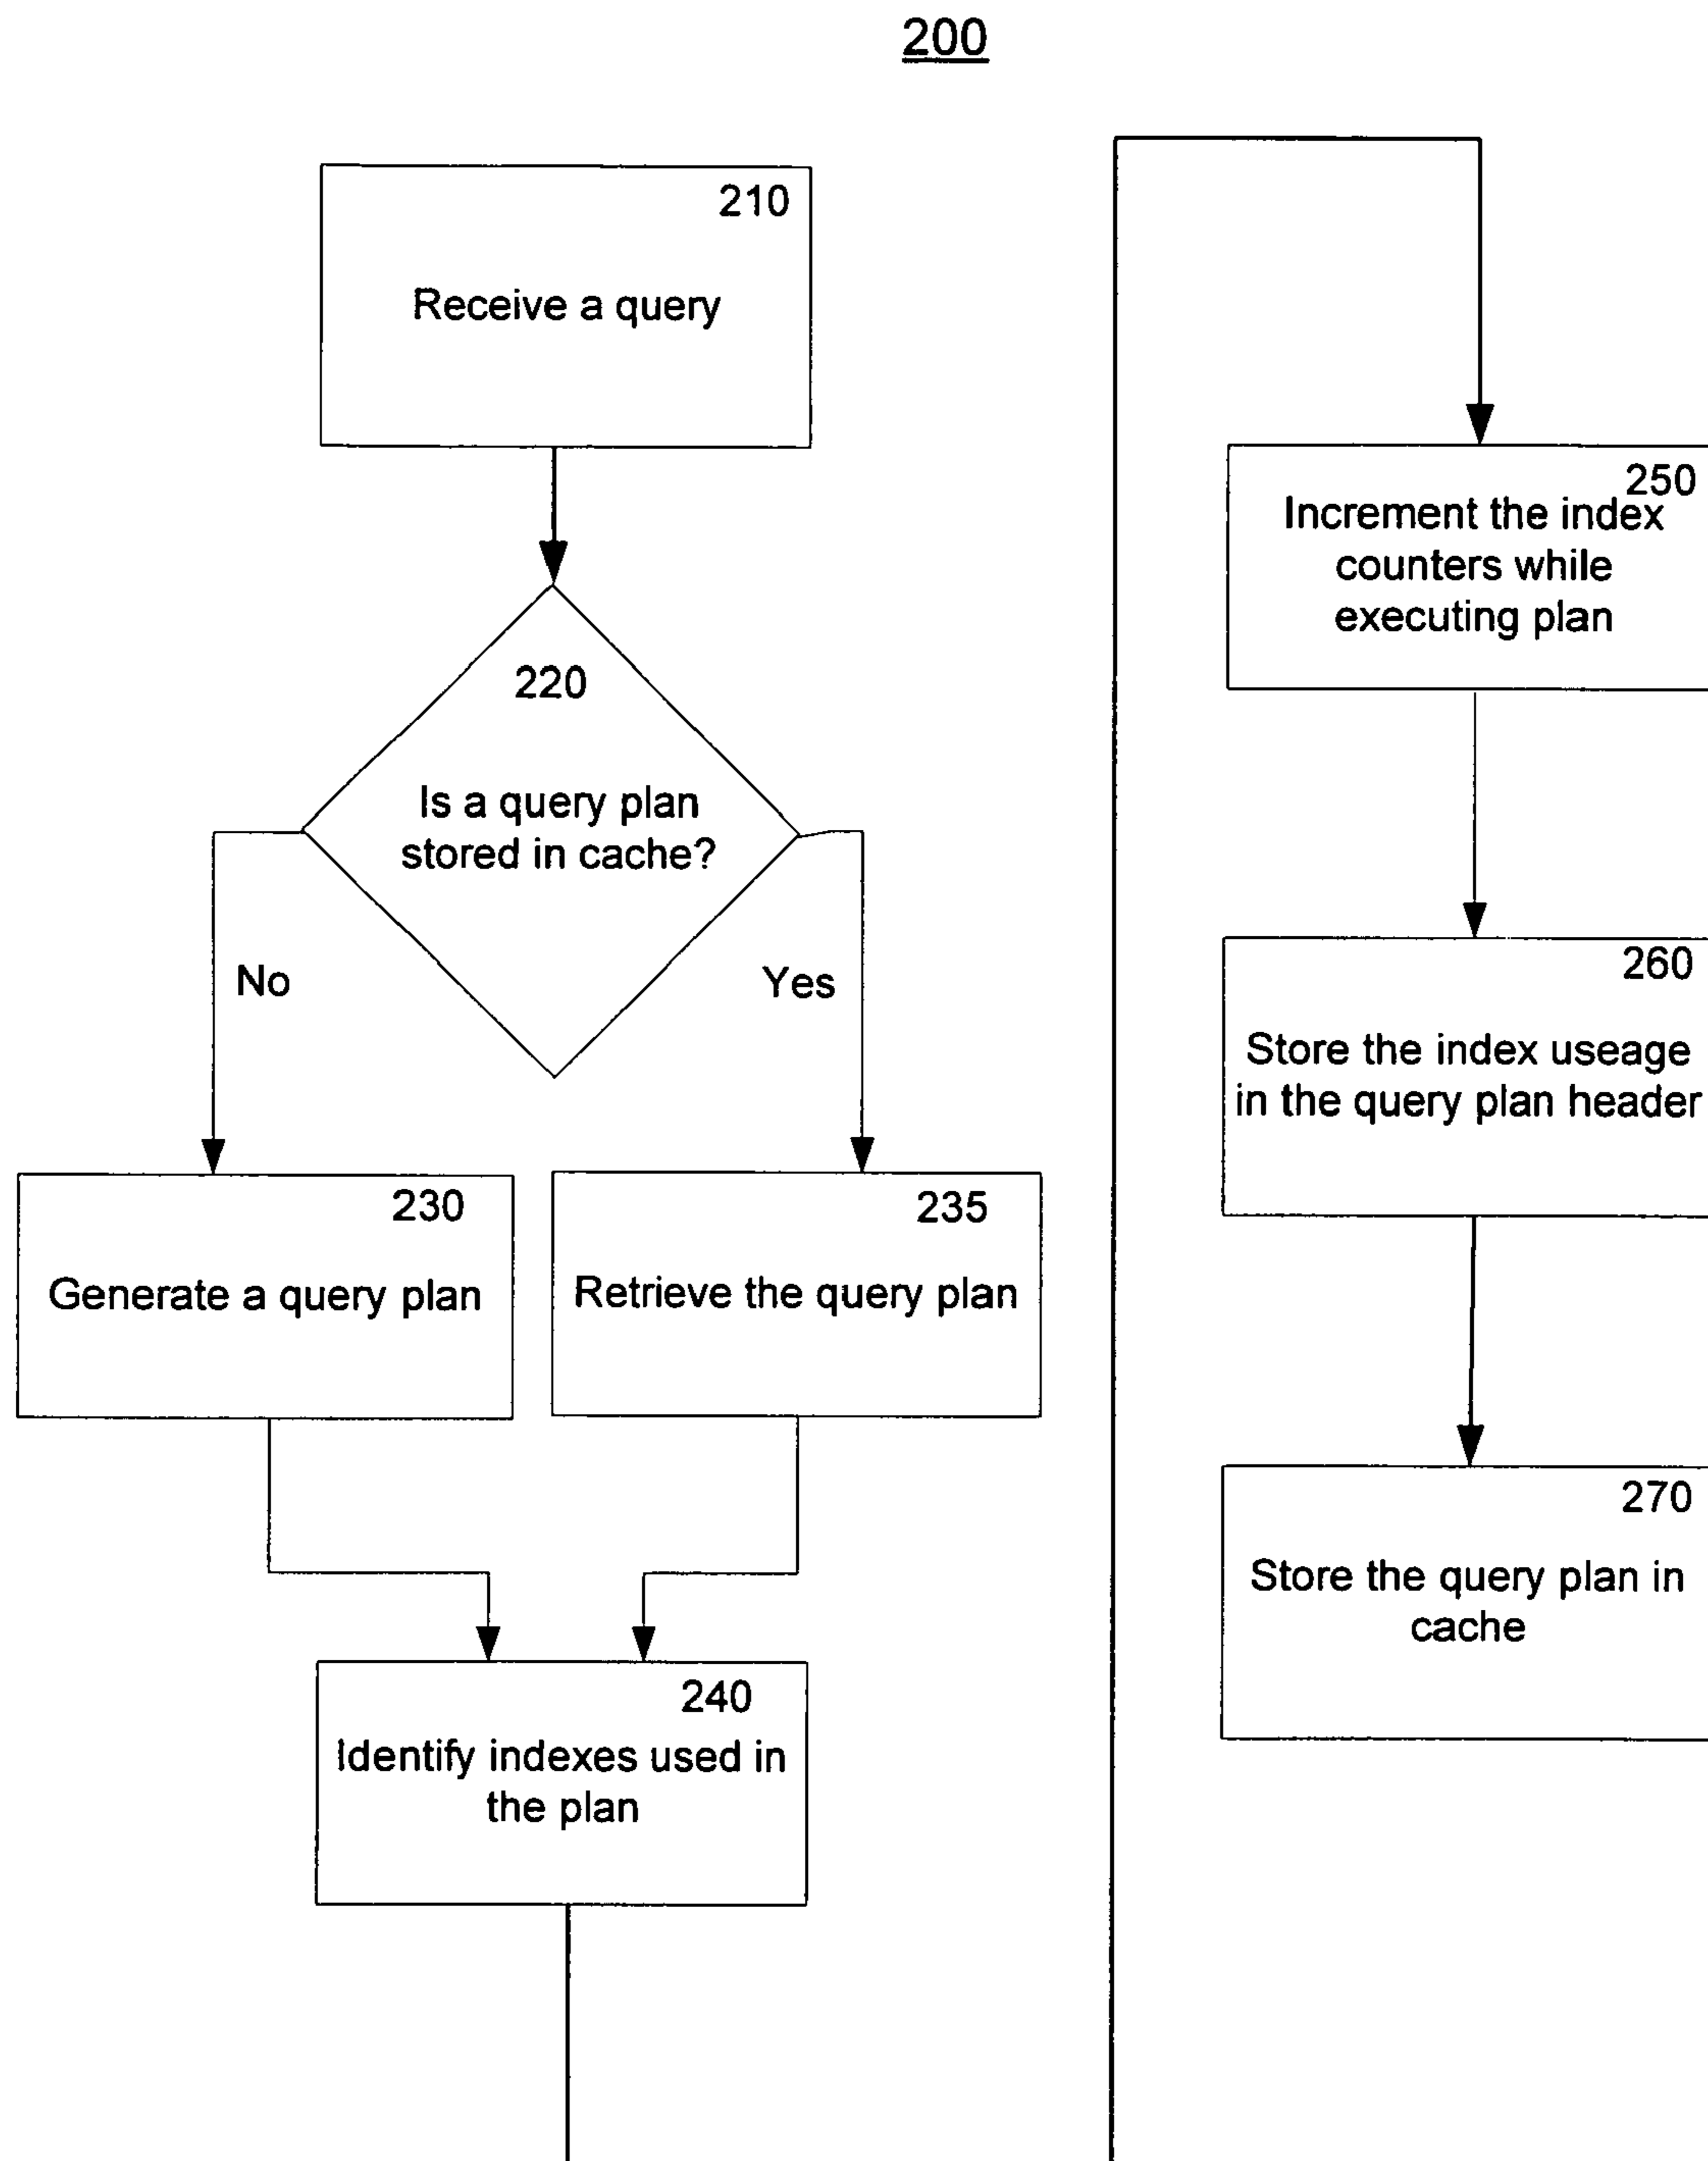 200
210
Receive a query
220
Is a query plan
stored in cache?
No
Yes
230
Generate a query plan
235
Retrieve the query plan
240
Identify indexes used in
the plan
250
Increment the index
counters while
executing plan
260
Store the index useage
in the query plan header
270
Store the query plan in
cache